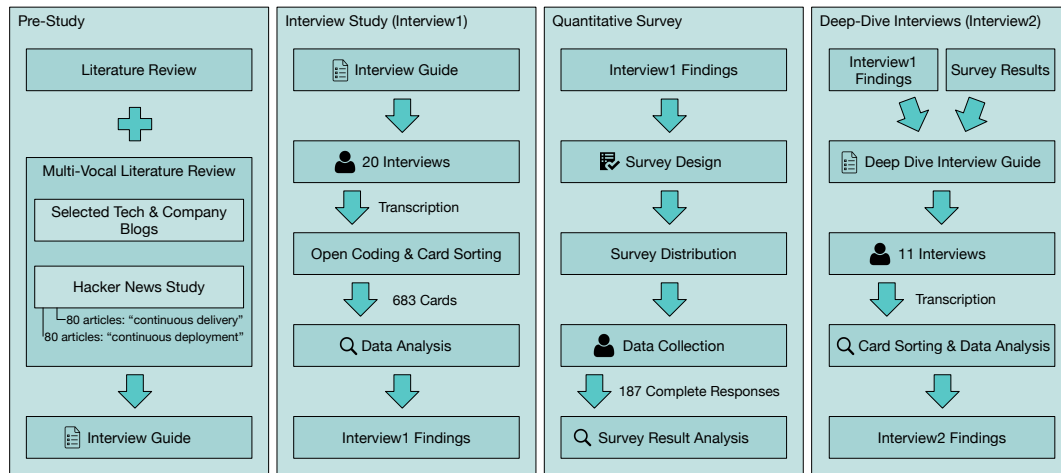 Pre-Study
Literature Review
Multi-Vocal Literature Review
Selected Tech & Company
Blogs
Hacker News Study
80 articles: “continuous delivery”
80 articles: “continuous deployment”
Interview Guide
Interview Study (Interview1)
Interview Guide
20 Interviews
Transcription
Open Coding & Card Sorting
683 Cards
Data Analysis
Interview1 Findings
Quantitative Survey
Interview1 Findings
Survey Design
Survey Distribution
Data Collection
187 Complete Responses
Survey Result Analysis
Deep-Dive Interviews (Interview2)
Interview1
Findings
Survey Results
Deep Dive Interview Guide
11 Interviews
Transcription
Card Sorting & Data Analysis
Interview2 Findings